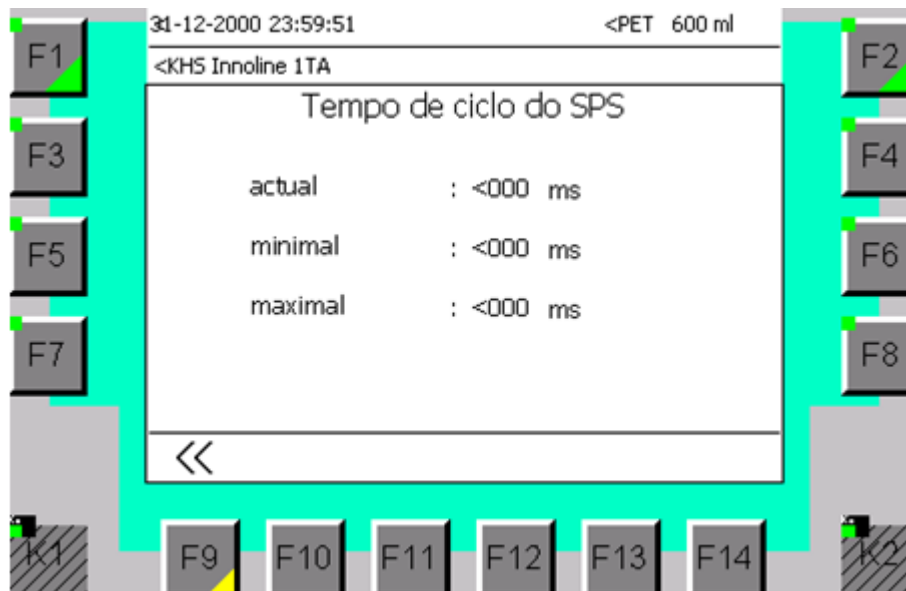 31-12-2000 23:59:51 <PET 600 ml
<KHS Innoline 1TA
Tempo de ciclo do SPS
actual : <000 ms
minimal : <000 ms
maximal : <000 ms
<<
F1 F2
F3 F4
F5 F6
F7 F8
K1 F9 F10 F11 F12 F13 F14 K2